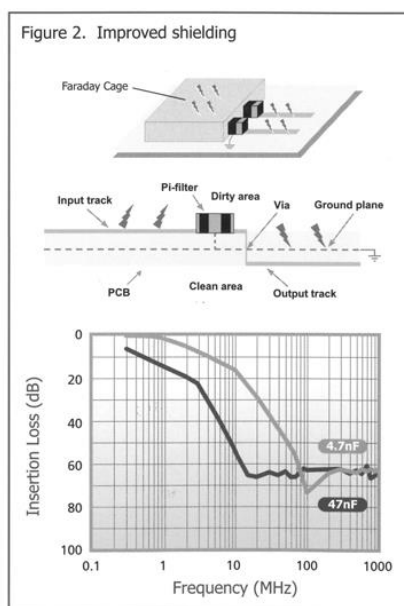 Figure 2. Improved shielding
Faraday Cage
Pi-filter
Dirty area
Input track
Via
Ground plane
PCB
Clean area
Output track
Insertion Loss (dB)
0
20
40
60
80
100
4.7nF
47nF
0.1
1
10
100
1000
Frequency (MHz)